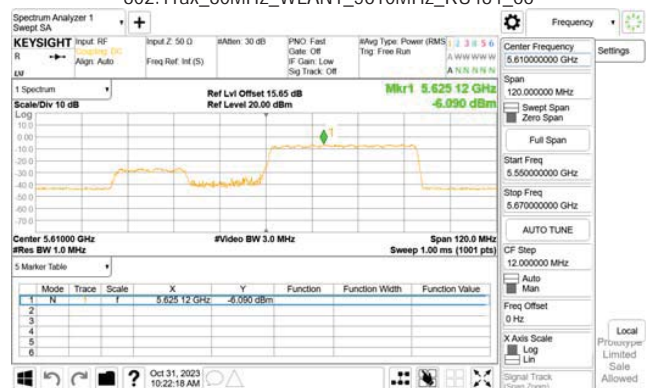 Spectrum Analyzer 1
Swept SA
+
Frequency
KEYSIGHT
Input: RF
Coupling: DC
Align: Auto
Input Z: 50 Ω
Freq Ref: Int (S)
#Atten: 30 dB
PNO: Fast
Gate: Off
IF Gain: Low
Sig Track: Off
#Avg Type: Power (RMS)
Trig: Free Run
1 2 3 4 5 6
A W W W W W
A N N N N N
R
1 Spectrum
Scale/Div 10 dB
Ref Lvl Offset 15.65 dB
Ref Level 20.00 dBm
Mkr1 5.625 12 GHz
-6.090 dBm
Log
10.0
0.00
-10.0
-20.0
-30.0
-40.0
-50.0
-60.0
-70.0
1
Center 5.61000 GHz
#Res BW 1.0 MHz
#Video BW 3.0 MHz
Span 120.0 MHz
Sweep 1.00 ms (1001 pts)
5 Marker Table
Mode Trace Scale X Y Function Function Width Function Value
1 N 1 f 5.625 12 GHz -6.090 dBm
2
3
4
5
6
Oct 31, 2023
10:22:18 AM
Center Frequency
5.610000000 GHz
Settings
Span
120.000000 MHz
Swept Span
Zero Span
Full Span
Start Freq
5.550000000 GHz
Stop Freq
5.670000000 GHz
AUTO TUNE
CF Step
12.000000 MHz
Auto
Man
Freq Offset
0 Hz
X Axis Scale
Log
Lin
Signal Track
(Span Zoom)
Local
Prototype
Limited
Sale
Allowed